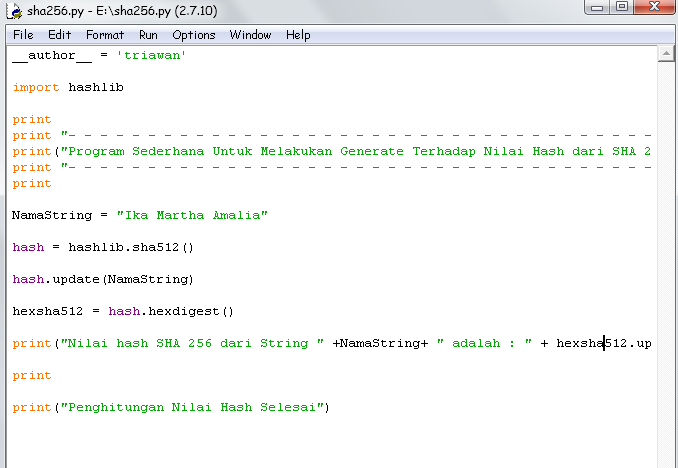 sha256.py - E:\sha256.py (2.7.10)
File Edit Format Run Options Window Help
__author__ = 'triawan'
import hashlib
print
print "- - - - - - - - - - - - - - - - - - - - - - - - - - - - - - - - - - - - -
print("Program Sederhana Untuk Melakukan Generate Terhadap Nilai Hash dari SHA 2
print "- - - - - - - - - - - - - - - - - - - - - - - - - - - - - - - - - - - - -
print
NamaString = "Ika Martha Amalia"
hash = hashlib.sha512()
hash.update(NamaString)
hexsha512 = hash.hexdigest()
print("Nilai hash SHA 256 dari String " +NamaString+ " adalah : " + hexsha512.up
print
print("Penghitungan Nilai Hash Selesai")